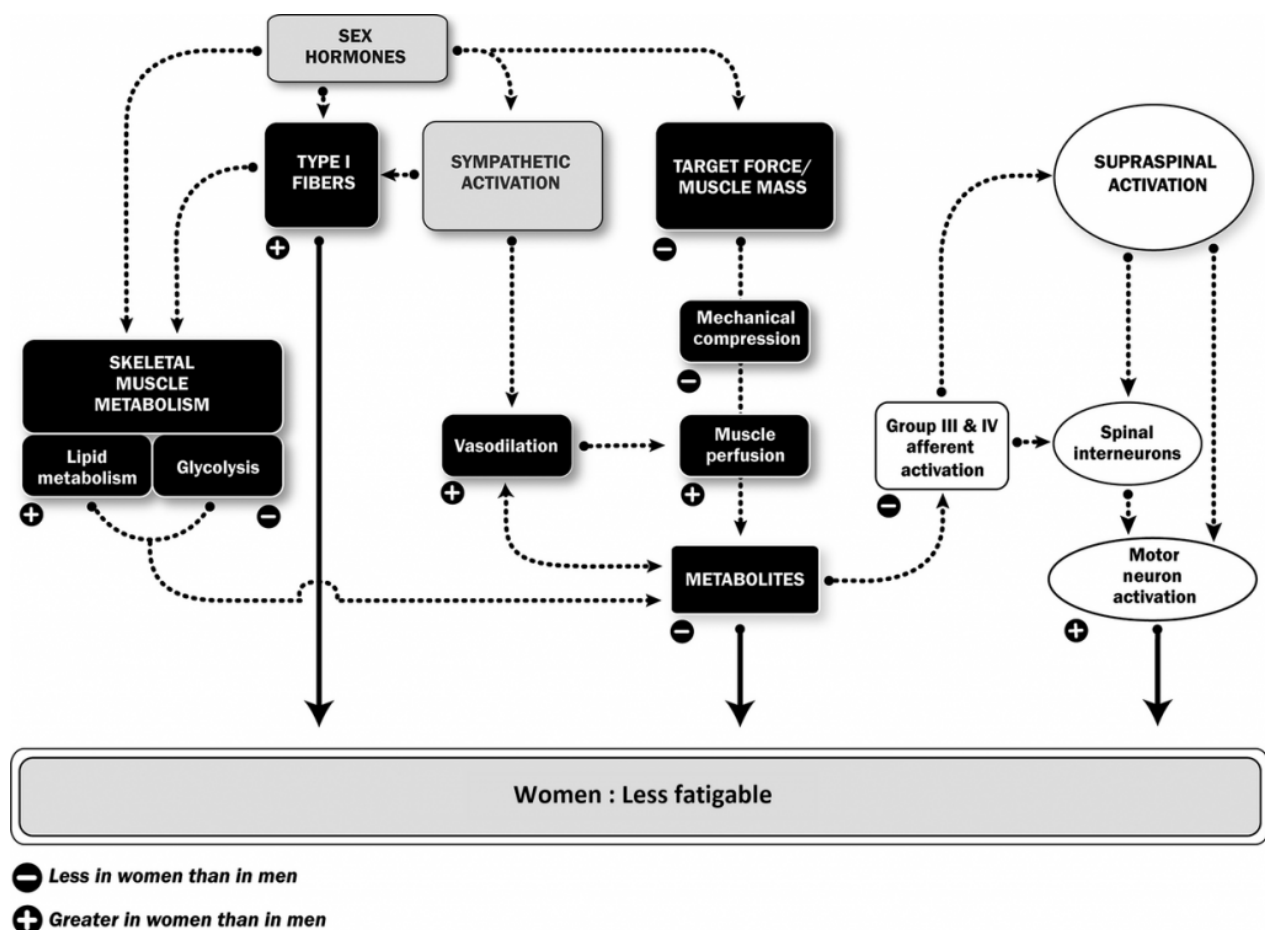 SEX
HORMONES
TYPE I
FIBERS
SYMPATHETIC
ACTIVATION
TARGET FORCE/
MUSCLE MASS
SUPRASPINAL
ACTIVATION
+
−
Mechanical
compression
−
SKELETAL
MUSCLE
METABOLISM
Lipid
metabolism
Glycolysis
+
−
Vasodilation
+
Muscle
perfusion
+
Group III & IV
afferent
activation
−
Spinal
interneurons
METABOLITES
−
Motor
neuron
activation
+
Women : Less fatigable
− Less in women than in men
+ Greater in women than in men